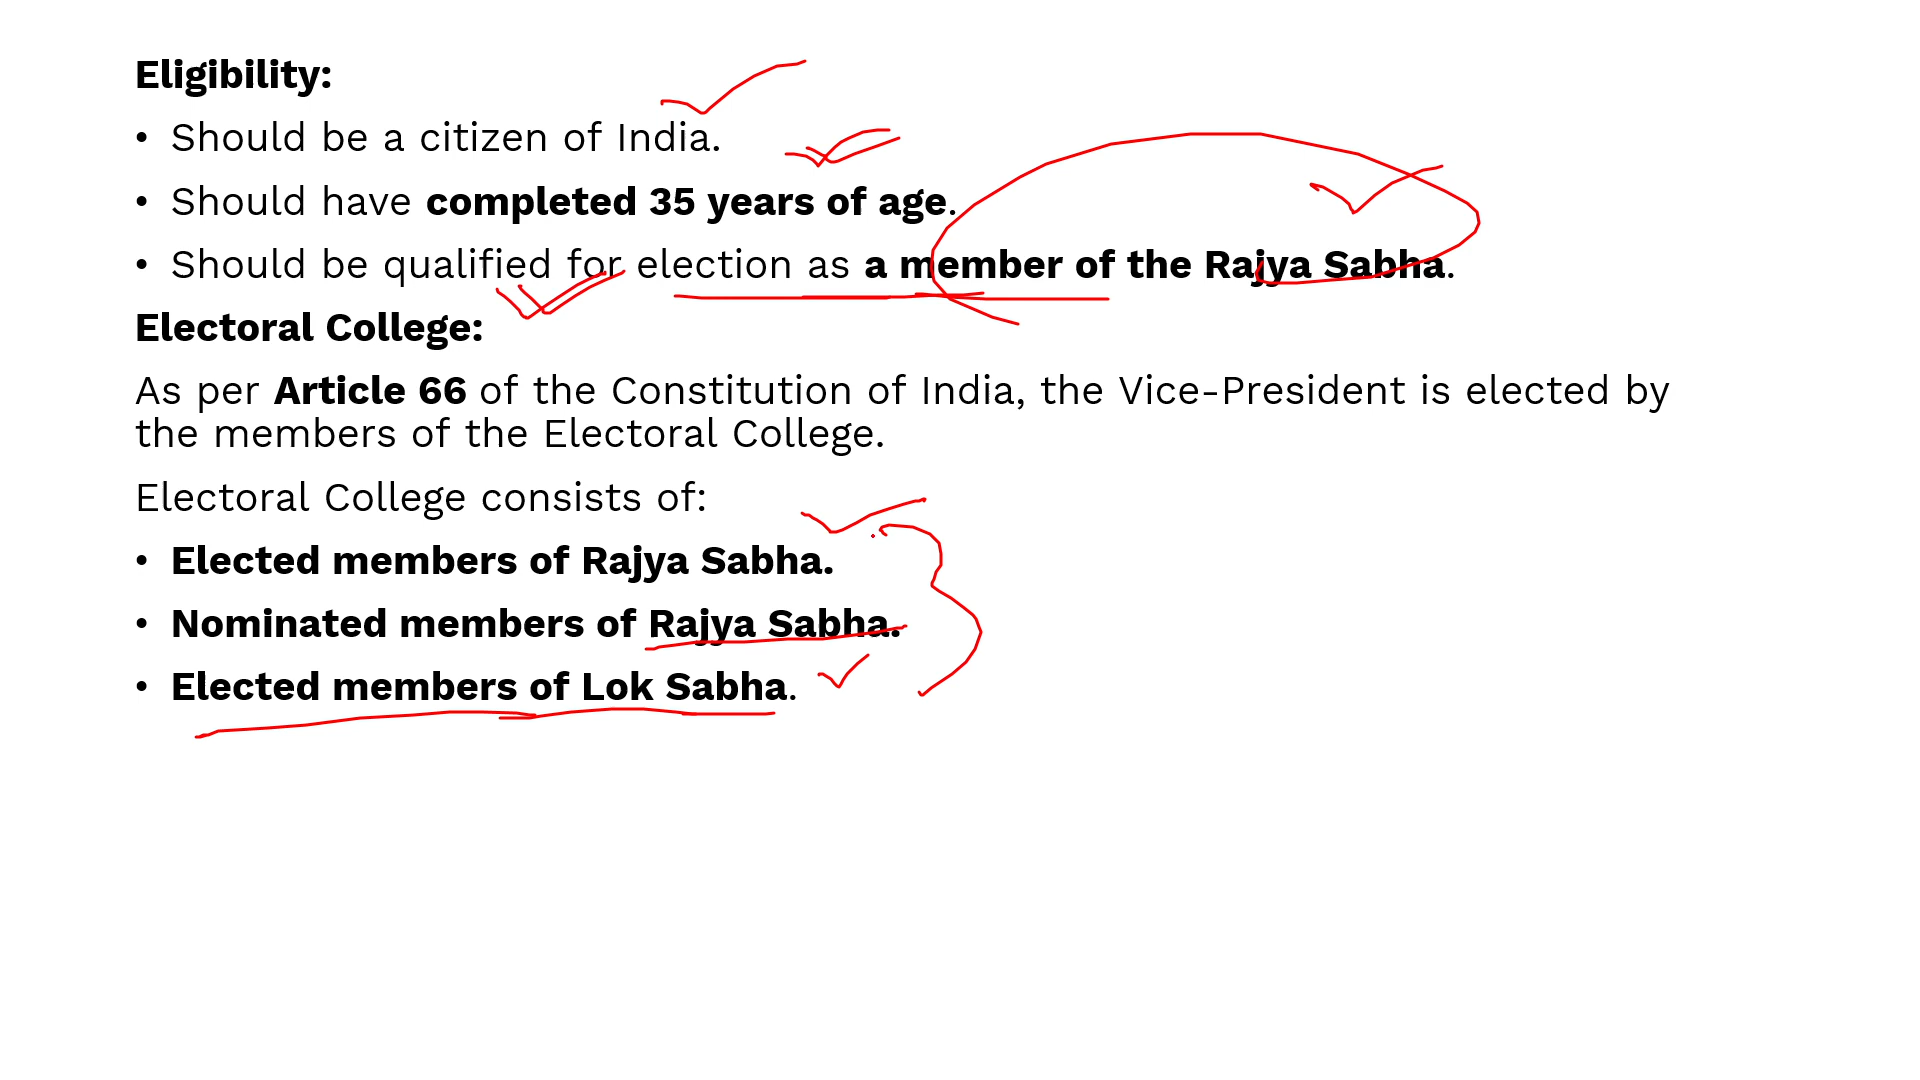 Eligibility:
• Should be a citizen of India.
• Should have completed 35 years of age.
• Should be qualified for election as a member of the Rajya Sabha.
Electoral College:
As per Article 66 of the Constitution of India, the Vice-President is elected by
the members of the Electoral College.
Electoral College consists of:
• Elected members of Rajya Sabha.
• Nominated members of Rajya Sabha.
• Elected members of Lok Sabha.